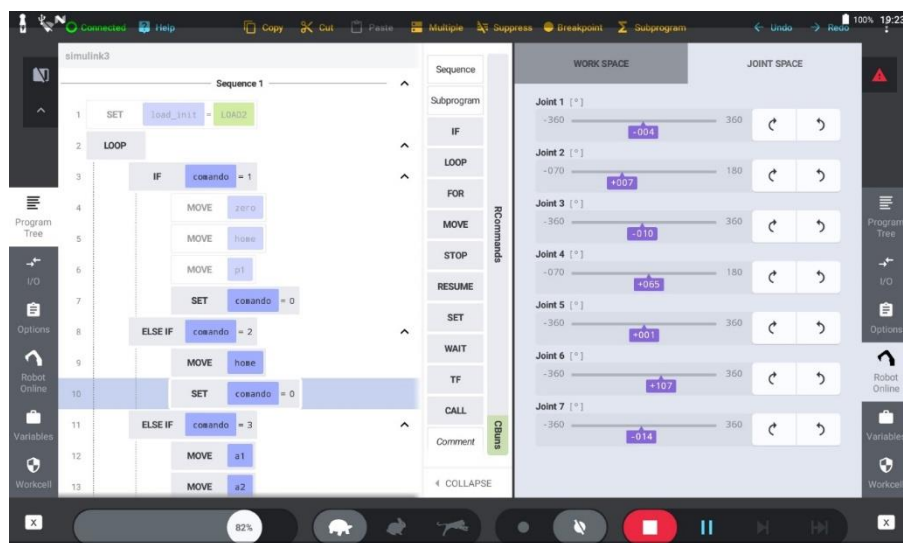 Connected Help Copy Cut Paste Multiple Suppress Breakpoint Subprogram Undo Redo 100% 19:23
simulink3
Sequence 1
1 SET load_init = LOAD2
2 LOOP
3 IF comando = 1
4 MOVE zero
5 MOVE home
6 MOVE p1
7 SET comando = 0
8 ELSE IF comando = 2
9 MOVE home
10 SET comando = 0
11 ELSE IF comando = 3
12 MOVE a1
13 MOVE a2
Program
Tree
I/O
Options
Robot
Online
Variables
Workcell
X
Sequence
Subprogram
IF
LOOP
FOR
MOVE
STOP
RESUME
SET
WAIT
TF
CALL
Comment
COLLAPSE
RCommands
CBuns
WORK SPACE JOINT SPACE
Joint 1 [°]
-360 -004 360
Joint 2 [°]
-070 +007 180
Joint 3 [°]
-360 -010 360
Joint 4 [°]
-070 +065 180
Joint 5 [°]
-360 +001 360
Joint 6 [°]
-360 +107 360
Joint 7 [°]
-360 -014 360
Program
Tree
I/O
Options
Robot
Online
Variables
Workcell
82%
X